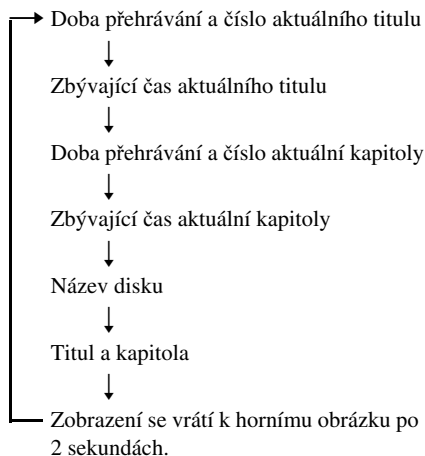 Doba přehrávání a číslo aktuálního titulu
Zbývající čas aktuálního titulu
Doba přehrávání a číslo aktuální kapitoly
Zbývající čas aktuální kapitoly
Název disku
Titul a kapitola
Zobrazení se vrátí k hornímu obrázku po
2 sekundách.